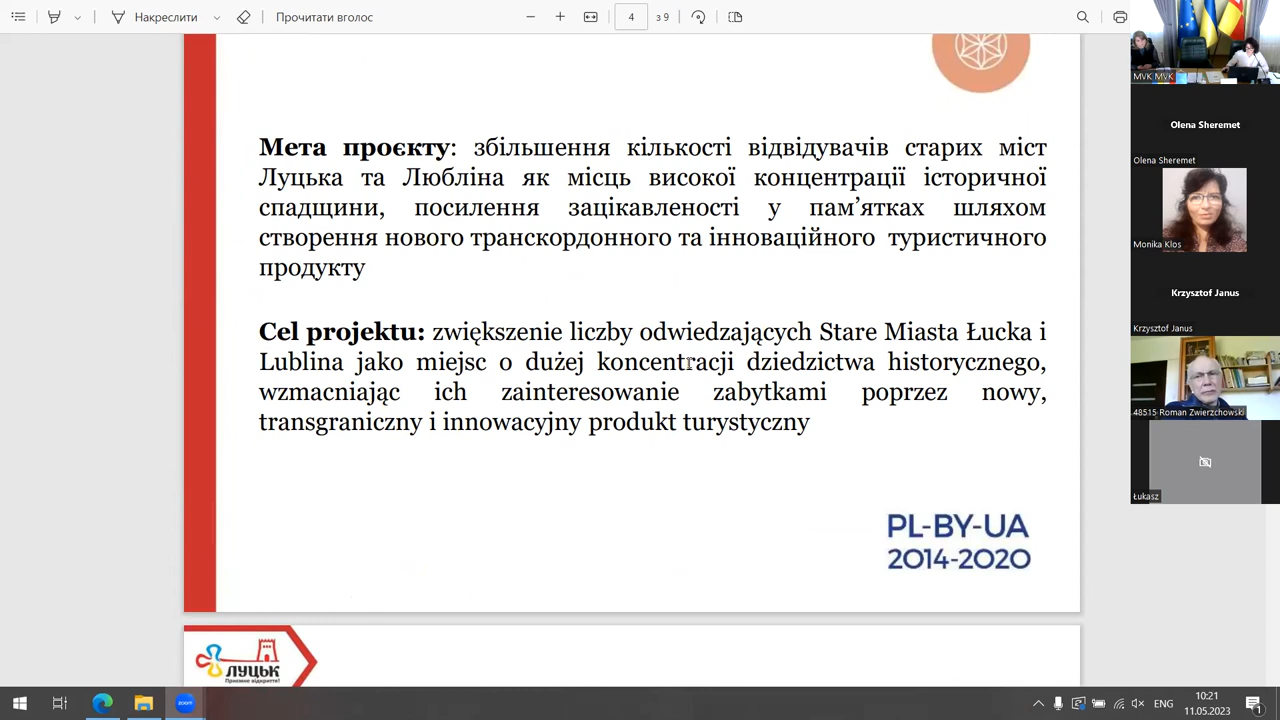 Накреслити
Прочитати вголос
4
з 9
Мета проєкту: збільшення кількості відвідувачів старих міст
Луцька та Любліна як місць високої концентрації історичної
спадщини, посилення зацікавленості у пам’ятках шляхом
створення нового транскордонного та інноваційного туристичного
продукту
Cel projektu: zwiększenie liczby odwiedzających Stare Miasta Łucka i
Lublina jako miejsc o dużej koncentracji dziedzictwa historycznego,
wzmacniając ich zainteresowanie zabytkami poprzez nowy,
transgraniczny i innowacyjny produkt turystyczny
PL-BY-UA
2014-2020
ЛУЦЬК
Приємне відкриття!
MVK MVK
Olena Sheremet
Olena Sheremet
Monika Klos
Krzysztof Janus
Krzysztof Janus
48515 Roman Zwierzchowski
Łukasz
zoom
ENG
10:21
11.05.2023
1